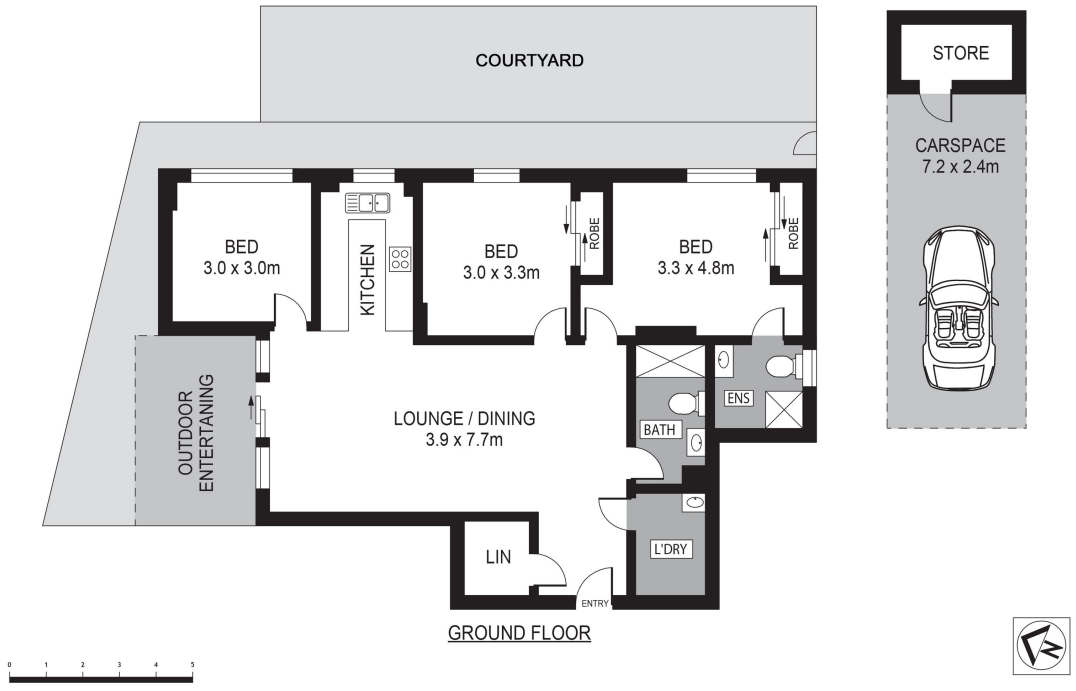 COURTYARD
STORE
CARSPACE
7.2 x 2.4m
BED
3.0 x 3.0m
KITCHEN
BED
3.0 x 3.3m
ROBE
BED
3.3 x 4.8m
ROBE
OUTDOOR
ENTERTANING
LOUNGE / DINING
3.9 x 7.7m
BATH
ENS
LIN
L'DRY
ENTRY
GROUND FLOOR
0 1 2 3 4 5
N